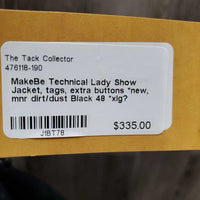 The Tack Collector
476118-190
MakeBe Technical Lady Show
Jacket, tags, extra buttons *new,
mnr dirt/dust Black 48 *xlg?
J1BT78
$335.00